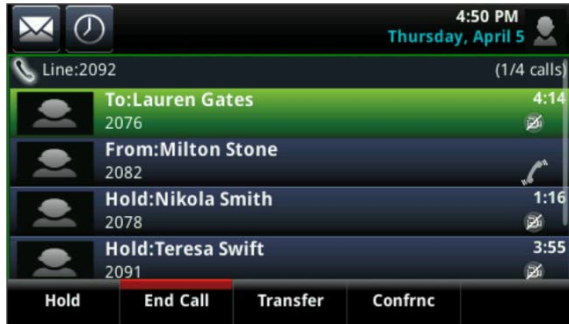 4:50 PM
Thursday, April 5
Line:2092 (1/4 calls)
To:Lauren Gates 4:14
2076
From:Milton Stone
2082
Hold:Nikola Smith 1:16
2078
Hold:Teresa Swift 3:55
2091
Hold End Call Transfer Confrnc